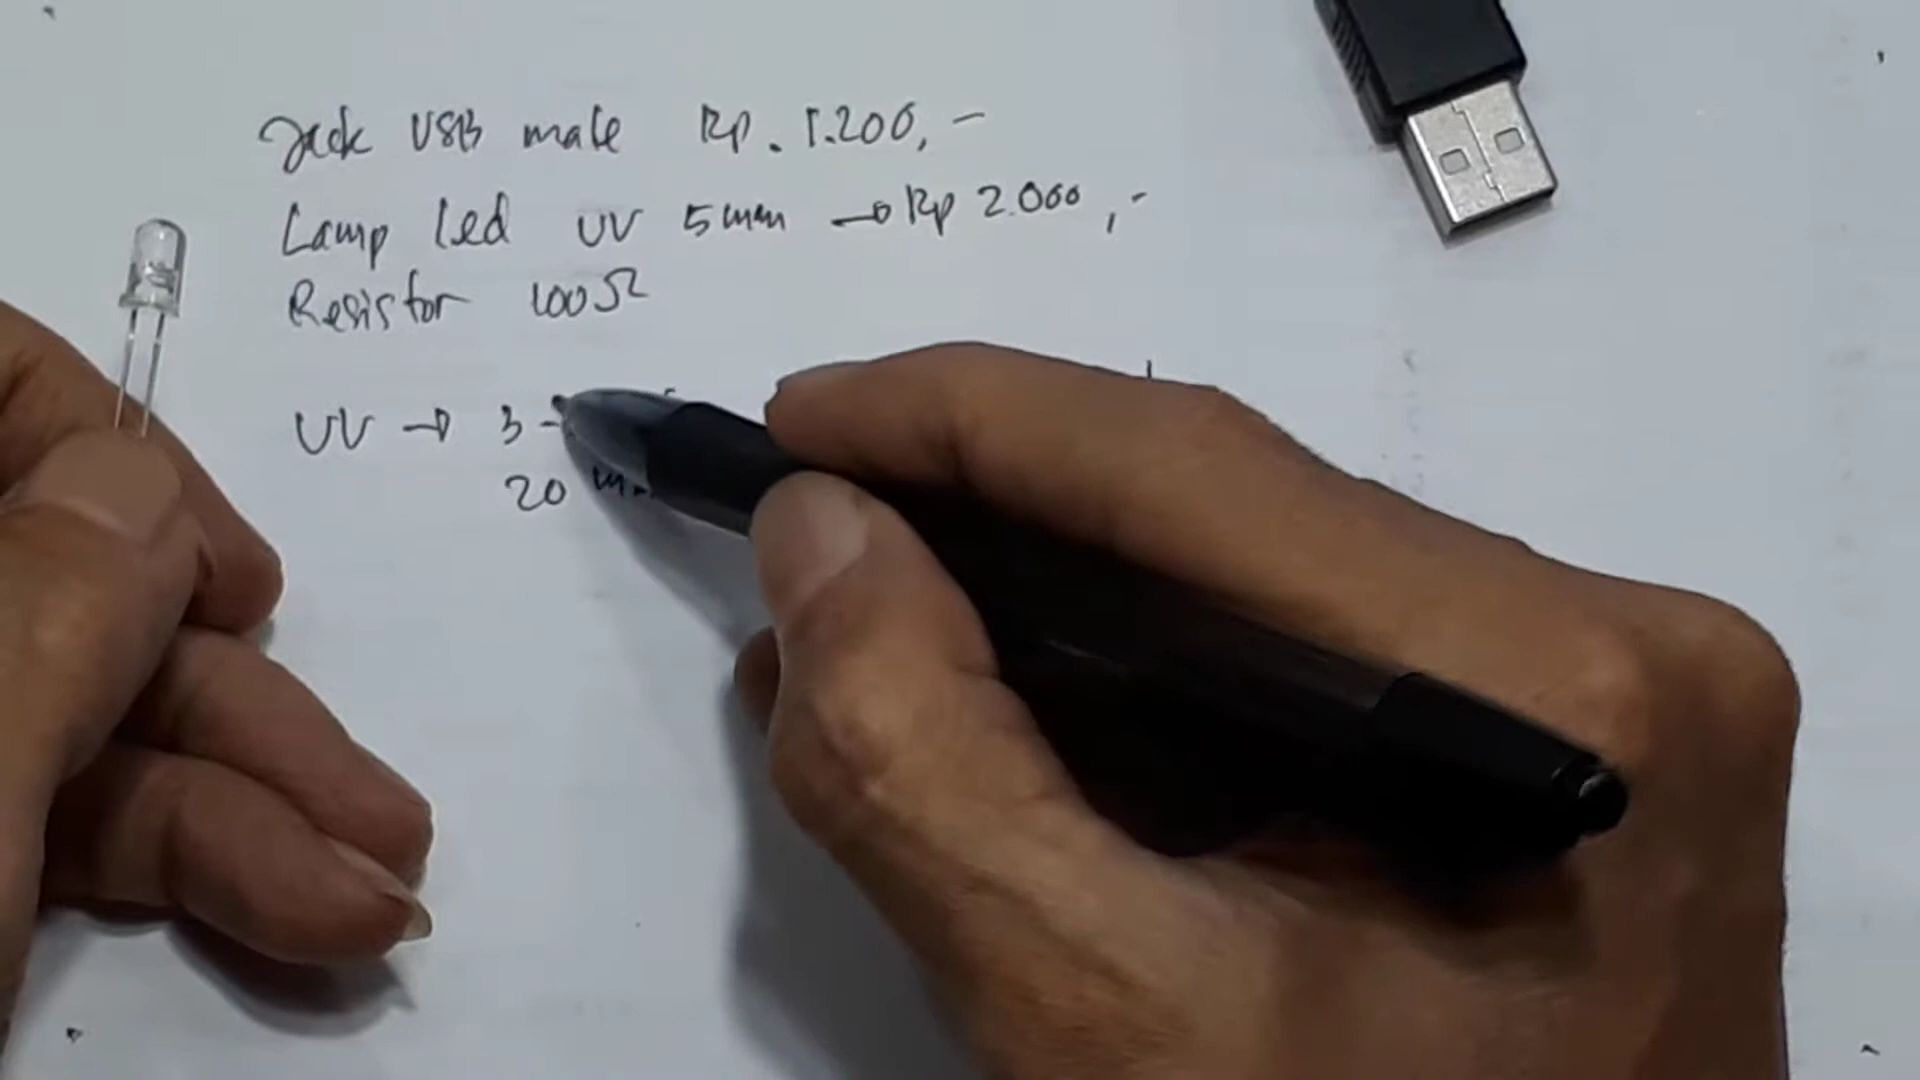 Jack USB male Rp. 1.200,-
Lamp Led UV 5mm → Rp 2.000,-
Resistor 100Ω
UV → 3 -
20